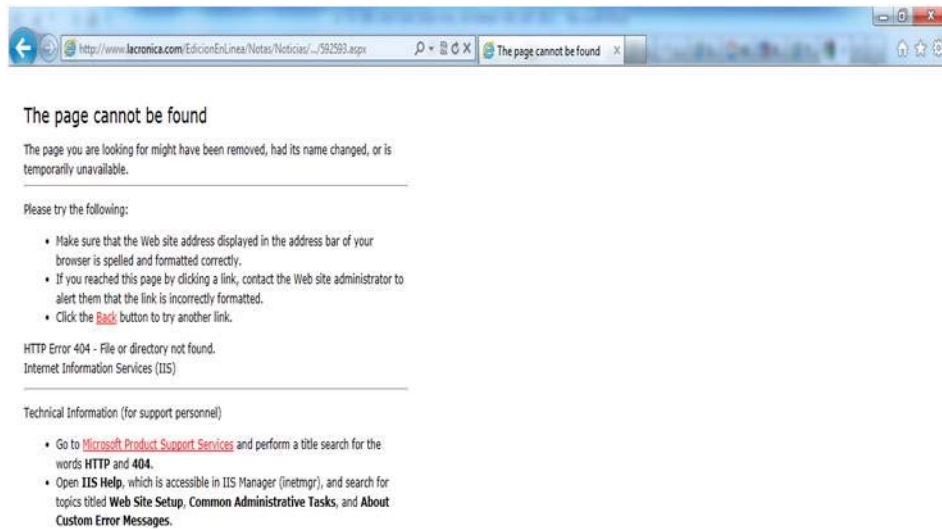 http://www.lacronica.com/EdicionEnLinea/Notas/Noticias/.../592593.aspx
The page cannot be found
The page cannot be found
The page you are looking for might have been removed, had its name changed, or is
temporarily unavailable.
Please try the following:
• Make sure that the Web site address displayed in the address bar of your
browser is spelled and formatted correctly.
• If you reached this page by clicking a link, contact the Web site administrator to
alert them that the link is incorrectly formatted.
• Click the Back button to try another link.
HTTP Error 404 - File or directory not found.
Internet Information Services (IIS)
Technical Information (for support personnel)
• Go to Microsoft Product Support Services and perform a title search for the
words HTTP and 404.
• Open IIS Help, which is accessible in IIS Manager (inetmgr), and search for
topics titled Web Site Setup, Common Administrative Tasks, and About
Custom Error Messages.